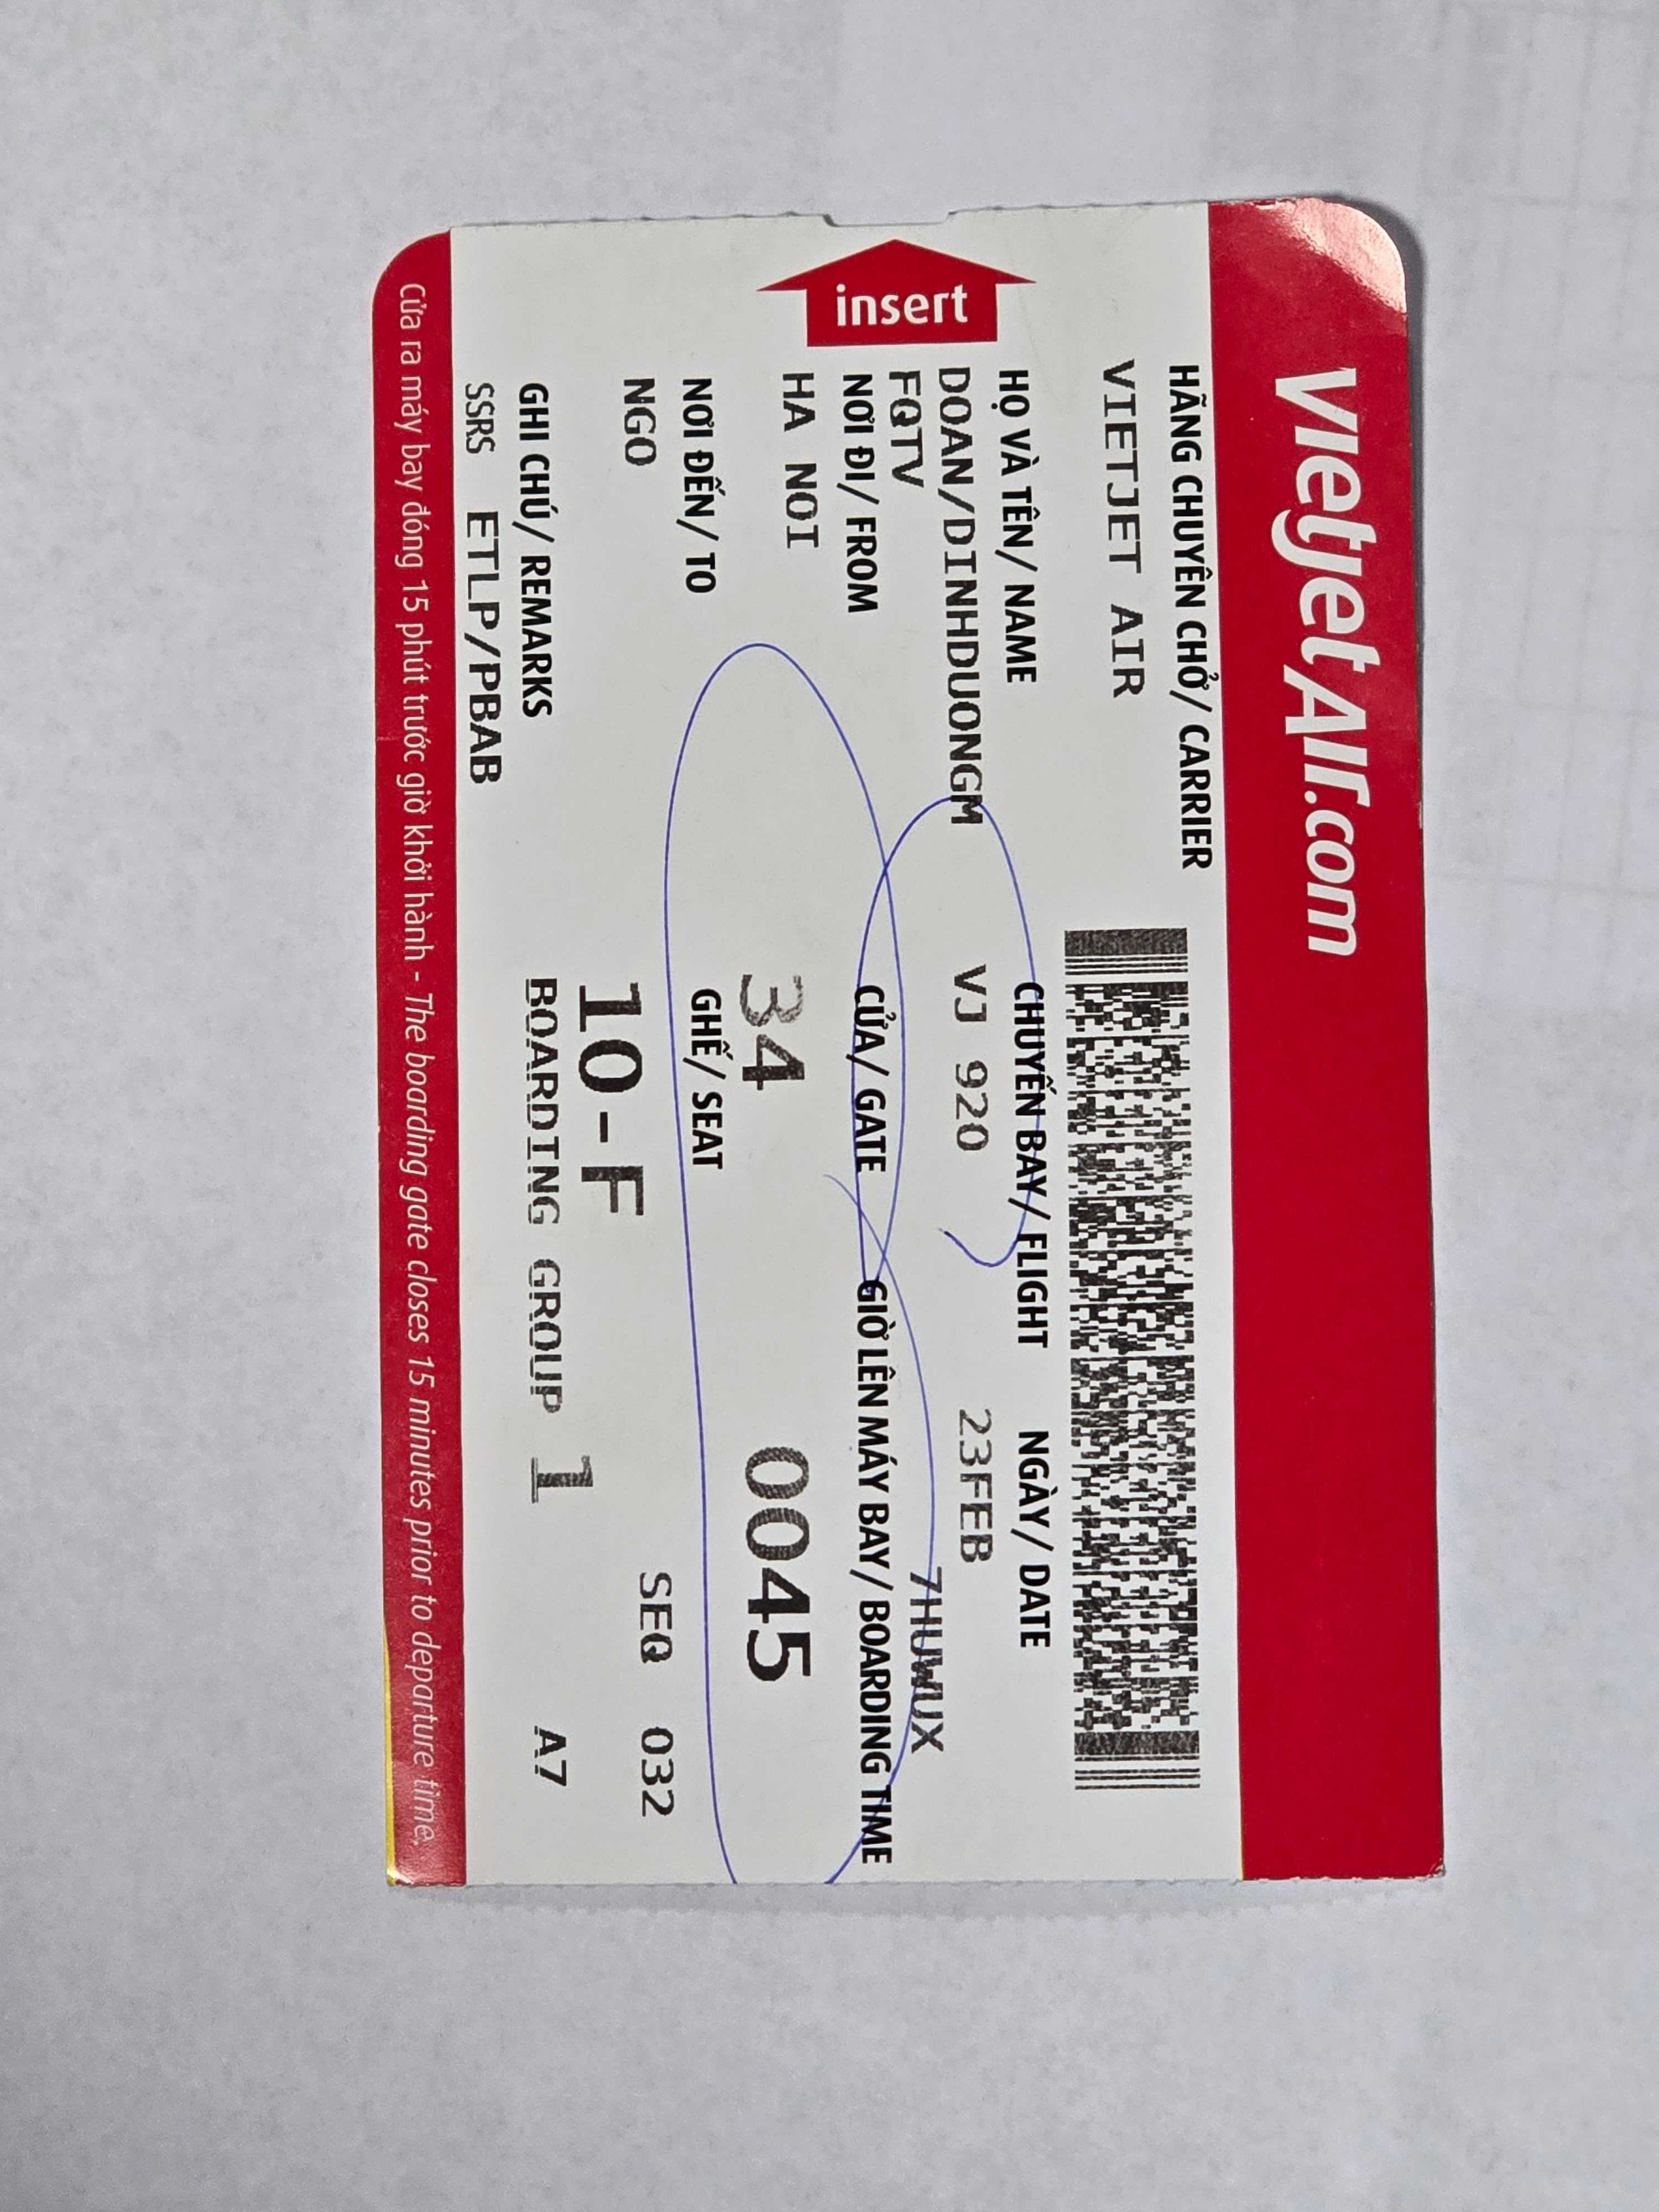 vietjetAir.com
HÃNG CHUYÊN CHỞ/ CARRIER
VIETJET AIR
HỌ VÀ TÊN/ NAME
CHUYẾN BAY/ FLIGHT NGÀY/ DATE
DOAN/DINHDUONGM VJ 920 23FEB
FQTV 7HUWUX
NƠI ĐI/ FROM CỬA/ GATE GIỜ LÊN MÁY BAY/ BOARDING TIME
HA NOI 34 0045
NƠI ĐẾN/ TO GHẾ/ SEAT
NGO 10-F SEQ 032
GHI CHÚ/ REMARKS BOARDING GROUP 1 A7
SSRS ETLP/PBAB
Cửa ra máy bay đóng 15 phút trước giờ khởi hành - The boarding gate closes 15 minutes prior to departure time.
insert